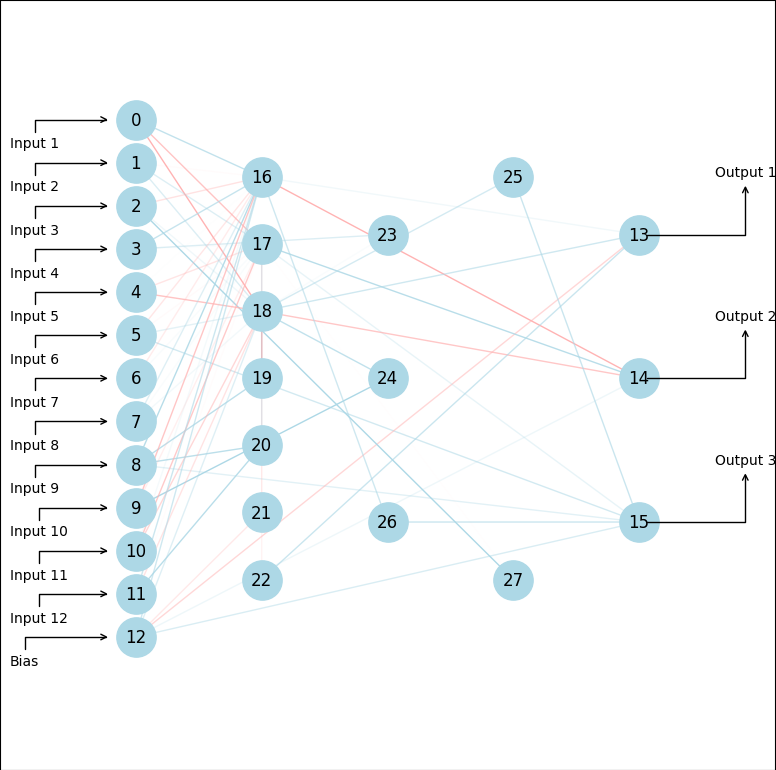 0
Input 1
1
Input 2
2
Input 3
3
Input 4
4
Input 5
5
Input 6
6
Input 7
7
Input 8
8
Input 9
9
Input 10
10
Input 11
11
Input 12
12
Bias
16
17
18
19
20
21
22
23
24
26
25
27
13
14
15
Output 1
Output 2
Output 3